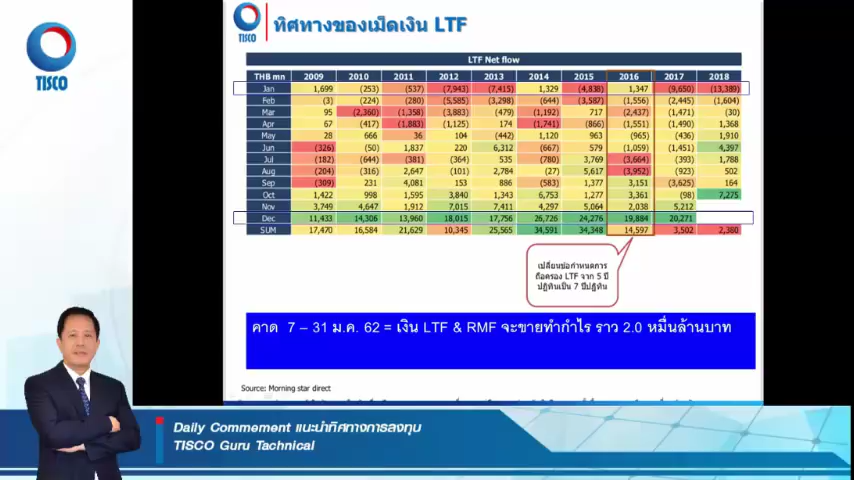 TISCO
TISCO
ทิศทางของเม็ดเงิน LTF
LTF Net flow
THB mn 2009 2010 2011 2012 2013 2014 2015 2016 2017 2018
Jan 1,699 (253) (537) (7,943) (7,415) 1,329 (4,838) 1,347 (9,650) (13,389)
Feb (3) (224) (280) (5,585) (3,298) (644) (3,587) (1,556) (2,445) (1,604)
Mar 95 (2,360) (1,358) (3,883) (479) (1,192) 717 (2,437) (1,471) (30)
Apr 67 (417) (1,883) (1,125) 174 (1,741) (866) (1,551) (1,490) 1,368
May 28 666 36 104 (442) 1,120 963 (965) (436) 1,910
Jun (326) (50) 1,837 220 6,312 (667) 579 (1,059) (1,451) 4,397
Jul (182) (644) (381) (364) 535 (780) 3,769 (3,664) (393) 1,788
Aug (204) (316) 2,647 (101) 2,784 (27) 5,617 (3,952) (923) 502
Sep (309) 231 4,081 153 886 (583) 1,377 3,151 (3,625) 164
Oct 1,422 998 1,595 3,840 1,343 6,753 1,277 3,361 (98) 7,275
Nov 3,749 4,647 1,912 7,015 7,411 4,297 5,064 2,038 5,212
Dec 11,433 14,306 13,960 18,015 17,756 26,726 24,276 19,884 20,271
SUM 17,470 16,584 21,629 10,345 25,565 34,591 34,348 14,597 3,502 2,380
เปลี่ยนข้อกำหนดการ
ถือครอง LTF จาก 5 ปี
ปฏิทินเป็น 7 ปีปฏิทิน
คาด 7 – 31 ม.ค. 62 = เงิน LTF & RMF จะขายทำกำไร ราว 2.0 หมื่นล้านบาท
Source: Morning star direct
Daily Commement แนะนำทิศทางการลงทุน
TISCO Guru Tachnical